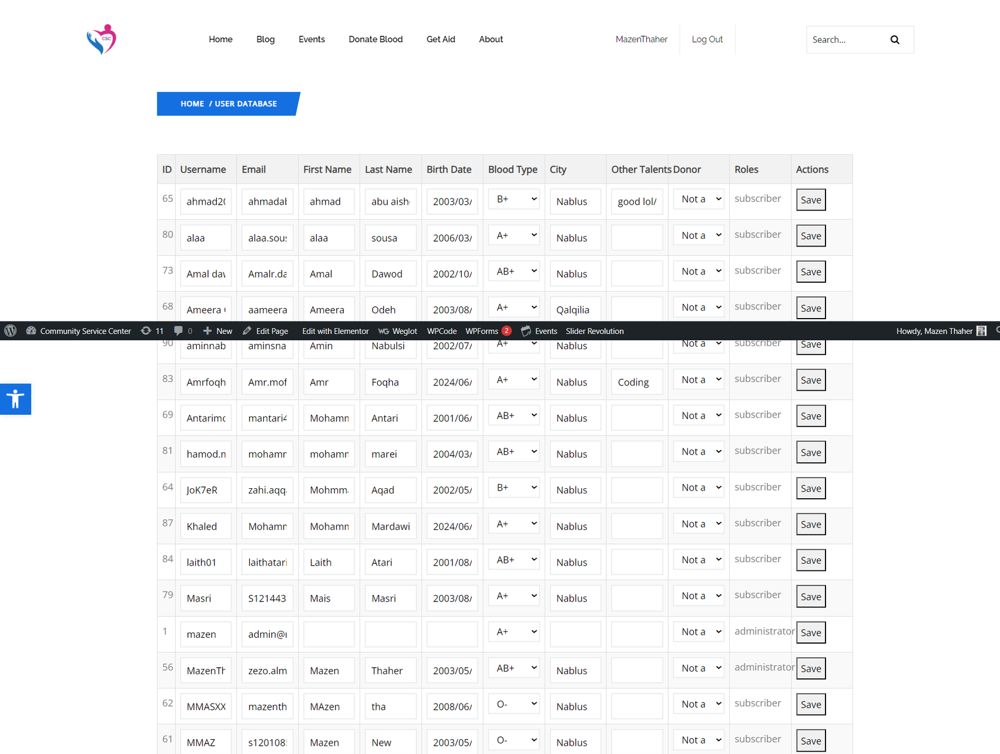 CSC
Home Blog Events Donate Blood Get Aid About MazenThaher Log Out Search...
HOME / USER DATABASE
ID Username Email First Name Last Name Birth Date Blood Type City Other Talents Donor Roles Actions
65 ahmad20 ahmadal ahmad abu aish 2003/03/ B+ Nablus good lol/ Not a subscriber Save
80 alaa alaa.sous alaa sousa 2006/03/ A+ Nablus Not a subscriber Save
73 Amal daw Amalr.da Amal Dawod 2002/10/ AB+ Nablus Not a subscriber Save
68 Ameera aameera Ameera Odeh 2003/08/ A+ Qalqilia Not a subscriber Save
Community Service Center 11 0 New Edit Page Edit with Elementor WG Weglot WPCode WPForms 2 Events Slider Revolution Howdy, Mazen Thaher
90 aminnab aminsna Amin Nabulsi 2002/07/ A+ Nablus Not a subscriber Save
83 Amrfoqh Amr.mof Amr Foqha 2024/06/ A+ Nablus Coding Not a subscriber Save
69 Antarimo mantari4 Mohamm Antari 2001/06/ AB+ Nablus Not a subscriber Save
81 hamod.m mohamm mohamm marei 2004/03/ AB+ Nablus Not a subscriber Save
64 JoK7eR zahi.aqq Mohmm Aqad 2002/05/ B+ Nablus Not a subscriber Save
87 Khaled Mohamm Mohamm Mardawi 2024/06/ A+ Nablus Not a subscriber Save
84 laith01 laithatari Laith Atari 2001/08/ AB+ Nablus Not a subscriber Save
79 Masri S121443 Mais Masri 2003/08/ A+ Nablus Not a subscriber Save
1 mazen admin@ A+ Not a administrator Save
56 MazenTh zezo.alm Mazen Thaher 2003/05/ AB+ Nablus Not a administrator Save
62 MMASXX mazenth MAzen tha 2008/06/ O- Nablus Not a subscriber Save
61 MMAZ s120108 Mazen New 2003/05/ O- Nablus Not a subscriber Save